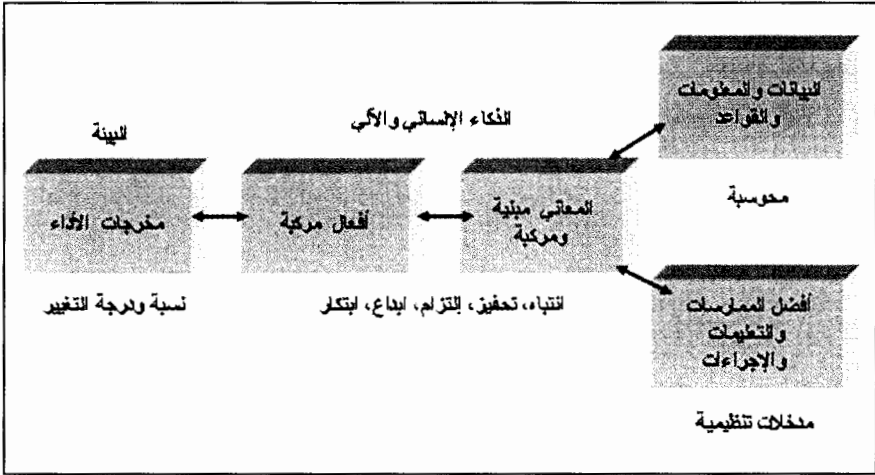 البيانات والمعلومات
والقواعد
محوسبة
الذكاء الإنساني والآلي
البيئة
المعاني مبنية
ومركبة
أفعال مركبة
مخرجات الأداء
انتباه، تحفيز، إلتزام، ابداع، ابتكار
نسبة ودرجة التغيير
أفضل الممارسات
والتعليمات
والإجراءات
مدخلات تنظيمية